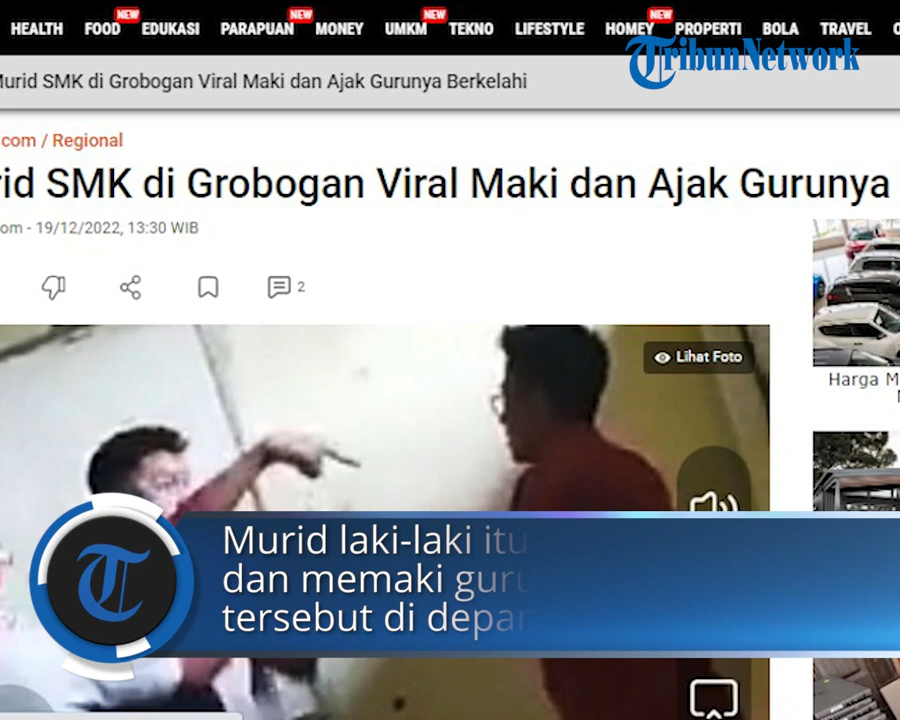 HEALTH FOOD NEW EDUKASI PARAPUAN NEW MONEY UMKM NEW TEKNO LIFESTYLE HOMEY NEW PROPERTI BOLA TRAVEL
TribunNetwork
Murid SMK di Grobogan Viral Maki dan Ajak Gurunya Berkelahi
com / Regional
rid SMK di Grobogan Viral Maki dan Ajak Gurunya
om - 19/12/2022, 13:30 WIB
2
Lihat Foto
Harga M
Murid laki-laki itu
dan memaki guru
tersebut di depan